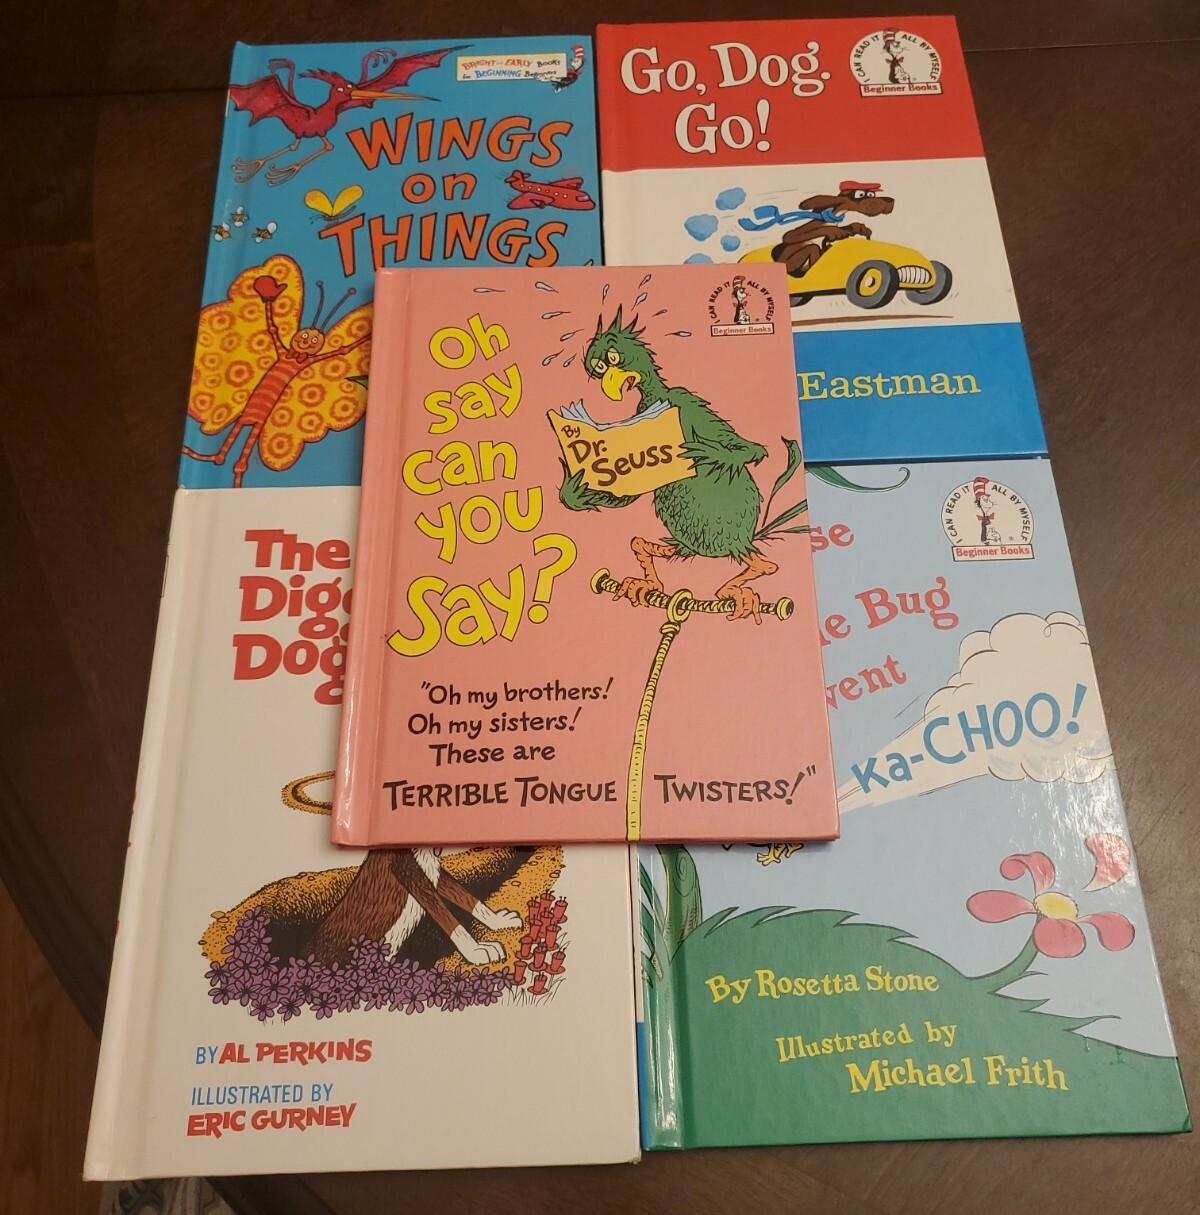 BRIGHT and EARLY Books
for BEGINNING Beginners
WINGS
on
THINGS
Go, Dog.
Go!
I CAN READ IT ALL BY MYSELF
Beginner Books
Eastman
Oh
say
can
you
Say?
I CAN READ IT ALL BY MYSELF
Beginner Books
By
Dr.
Seuss
"Oh my brothers!
Oh my sisters!
These are
TERRIBLE TONGUE TWISTERS!"
The
Digg
Dog
BY AL PERKINS
ILLUSTRATED BY
ERIC GURNEY
I CAN READ IT ALL BY MYSELF
Beginner Books
se
le Bug
went
Ka-CHOO!
By Rosetta Stone
Illustrated by
Michael Frith